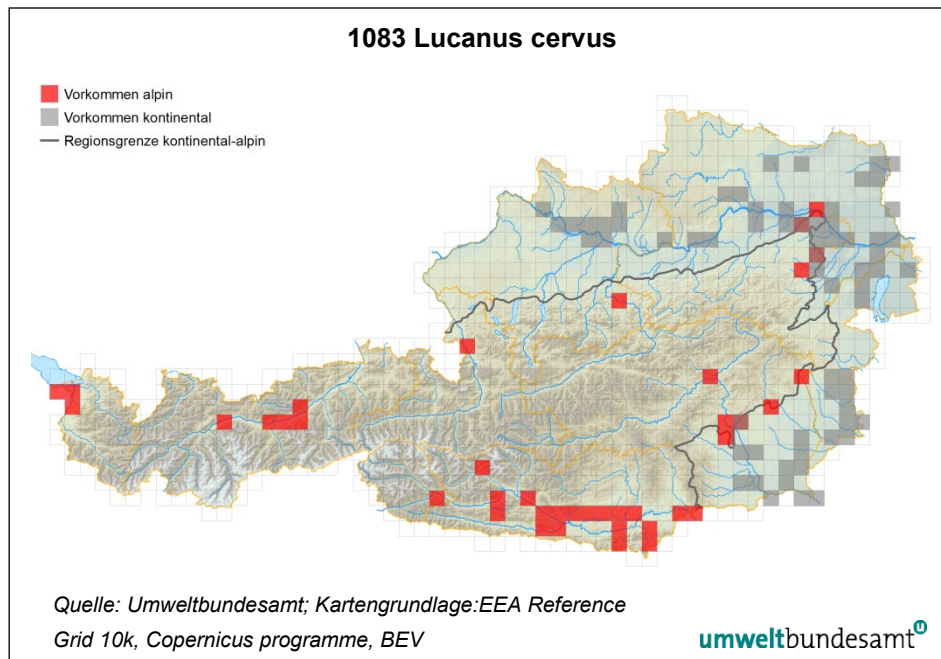 1083 Lucanus cervus
Vorkommen alpin
Vorkommen kontinental
Regionsgrenze kontinental-alpin
Quelle: Umweltbundesamt; Kartengrundlage:EEA Reference
Grid 10k, Copernicus programme, BEV
umweltbundesamt
u